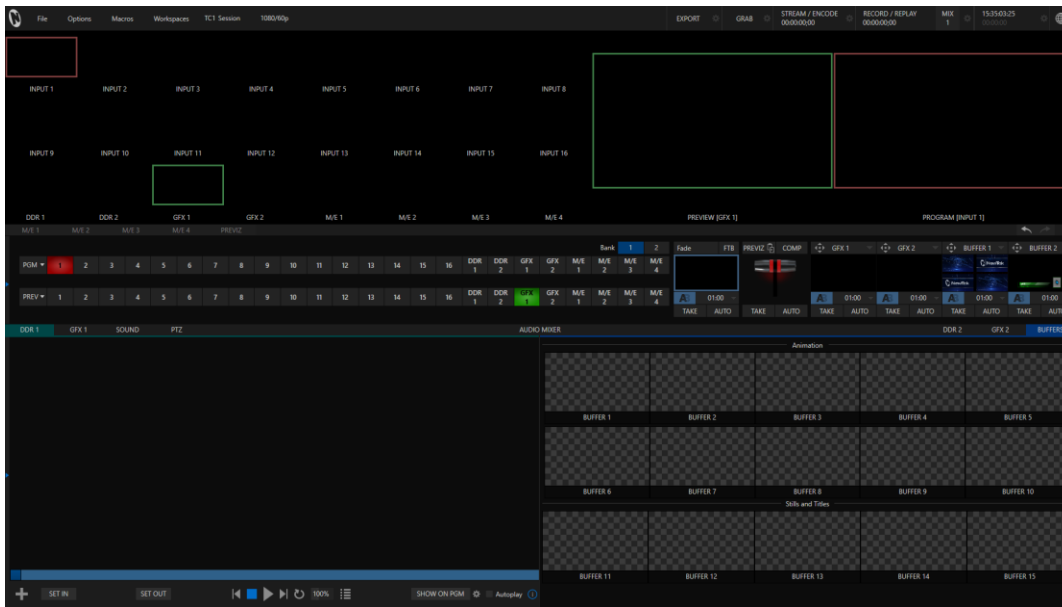 File Options Macros Workspaces TC1 Session 1080/60p EXPORT GRAB STREAM / ENCODE RECORD / REPLAY MIX 15:35:03:25
00:00:00;00 00:00:00;00 1 00:00:00
INPUT 1 INPUT 2 INPUT 3 INPUT 4 INPUT 5 INPUT 6 INPUT 7 INPUT 8
INPUT 9 INPUT 10 INPUT 11 INPUT 12 INPUT 13 INPUT 14 INPUT 15 INPUT 16
DDR 1 DDR 2 GFX 1 GFX 2 M/E 1 M/E 2 M/E 3 M/E 4 PREVIEW [GFX 1] PROGRAM [INPUT 1]
M/E 1 M/E 2 M/E 3 M/E 4 PREVIZ
Bank 1 2 Fade FTB PREVIZ COMP GFX 1 GFX 2 BUFFER 1 BUFFER 2
PGM 1 2 3 4 5 6 7 8 9 10 11 12 13 14 15 16 DDR 1 DDR 2 GFX 1 GFX 2 M/E 1 M/E 2 M/E 3 M/E 4
PREV 1 2 3 4 5 6 7 8 9 10 11 12 13 14 15 16 DDR 1 DDR 2 GFX 1 GFX 2 M/E 1 M/E 2 M/E 3 M/E 4
01:00 01:00 01:00 01:00 01:00
TAKE AUTO TAKE AUTO TAKE AUTO TAKE AUTO TAKE AUTO TAKE AUT
DDR 1 GFX 1 SOUND PTZ AUDIO MIXER DDR 2 GFX 2 BUFFERS
Animation
BUFFER 1 BUFFER 2 BUFFER 3 BUFFER 4 BUFFER 5
BUFFER 6 BUFFER 7 BUFFER 8 BUFFER 9 BUFFER 10
Stills and Titles
BUFFER 11 BUFFER 12 BUFFER 13 BUFFER 14 BUFFER 15
SET IN SET OUT 100% SHOW ON PGM Autoplay